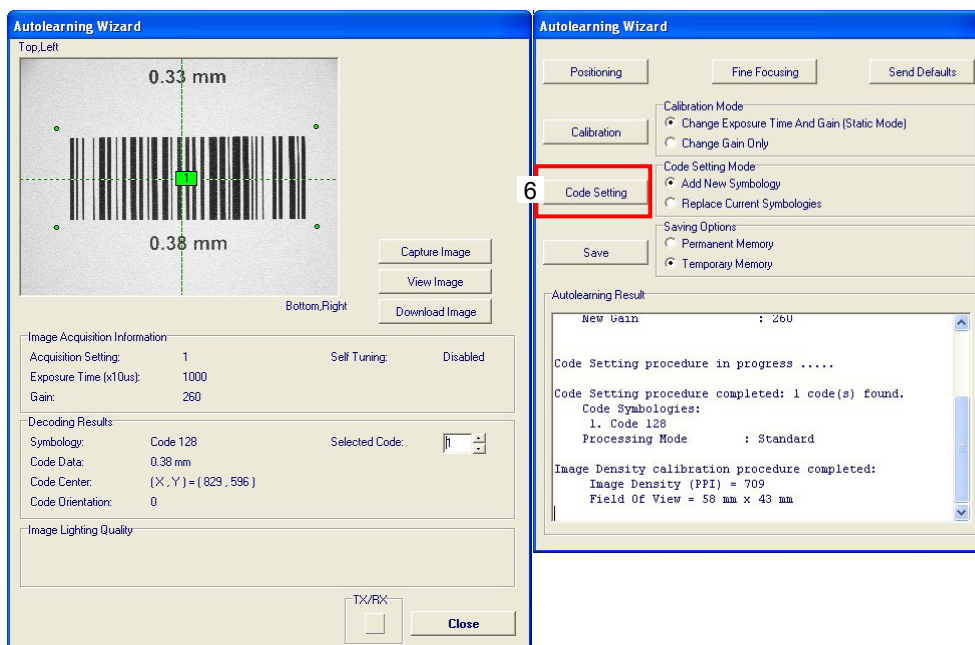 Autolearning Wizard
Top,Left
0.33 mm
1
0.38 mm
Capture Image
View Image
Bottom,Right
Download Image
Image Acquisition Information
Acquisition Setting: 1 Self Tuning: Disabled
Exposure Time (x10us): 1000
Gain: 260
Decoding Results
Symbology: Code 128 Selected Code: 1
Code Data: 0.38 mm
Code Center: ( X , Y ) = ( 829 , 596 )
Code Orientation: 0
Image Lighting Quality
TX/RX
Close
Autolearning Wizard
Positioning Fine Focusing Send Defaults
Calibration Mode
Calibration
Change Exposure Time And Gain (Static Mode)
Change Gain Only
Code Setting Mode
6 Code Setting
Add New Symbology
Replace Current Symbologies
Saving Options
Save
Permanent Memory
Temporary Memory
Autolearning Result
New Gain : 260
Code Setting procedure in progress .....
Code Setting procedure completed: 1 code(s) found.
Code Symbologies:
1. Code 128
Processing Mode : Standard
Image Density calibration procedure completed:
Image Density (PPI) = 709
Field Of View = 58 mm x 43 mm